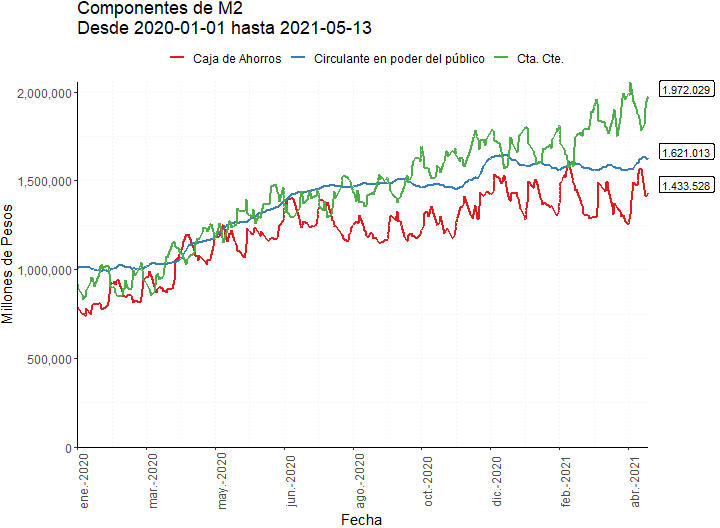 Componentes de M2
Desde 2020-01-01 hasta 2021-05-13
Caja de Ahorros Circulante en poder del público Cta. Cte.
Millones de Pesos
2,000,000
1,500,000
1,000,000
500,000
0
1.972.029
1.621.013
1.433.528
ene.-2020
mar.-2020
may.-2020
jun.-2020
ago.-2020
oct.-2020
dic.-2020
feb.-2021
abr.-2021
Fecha